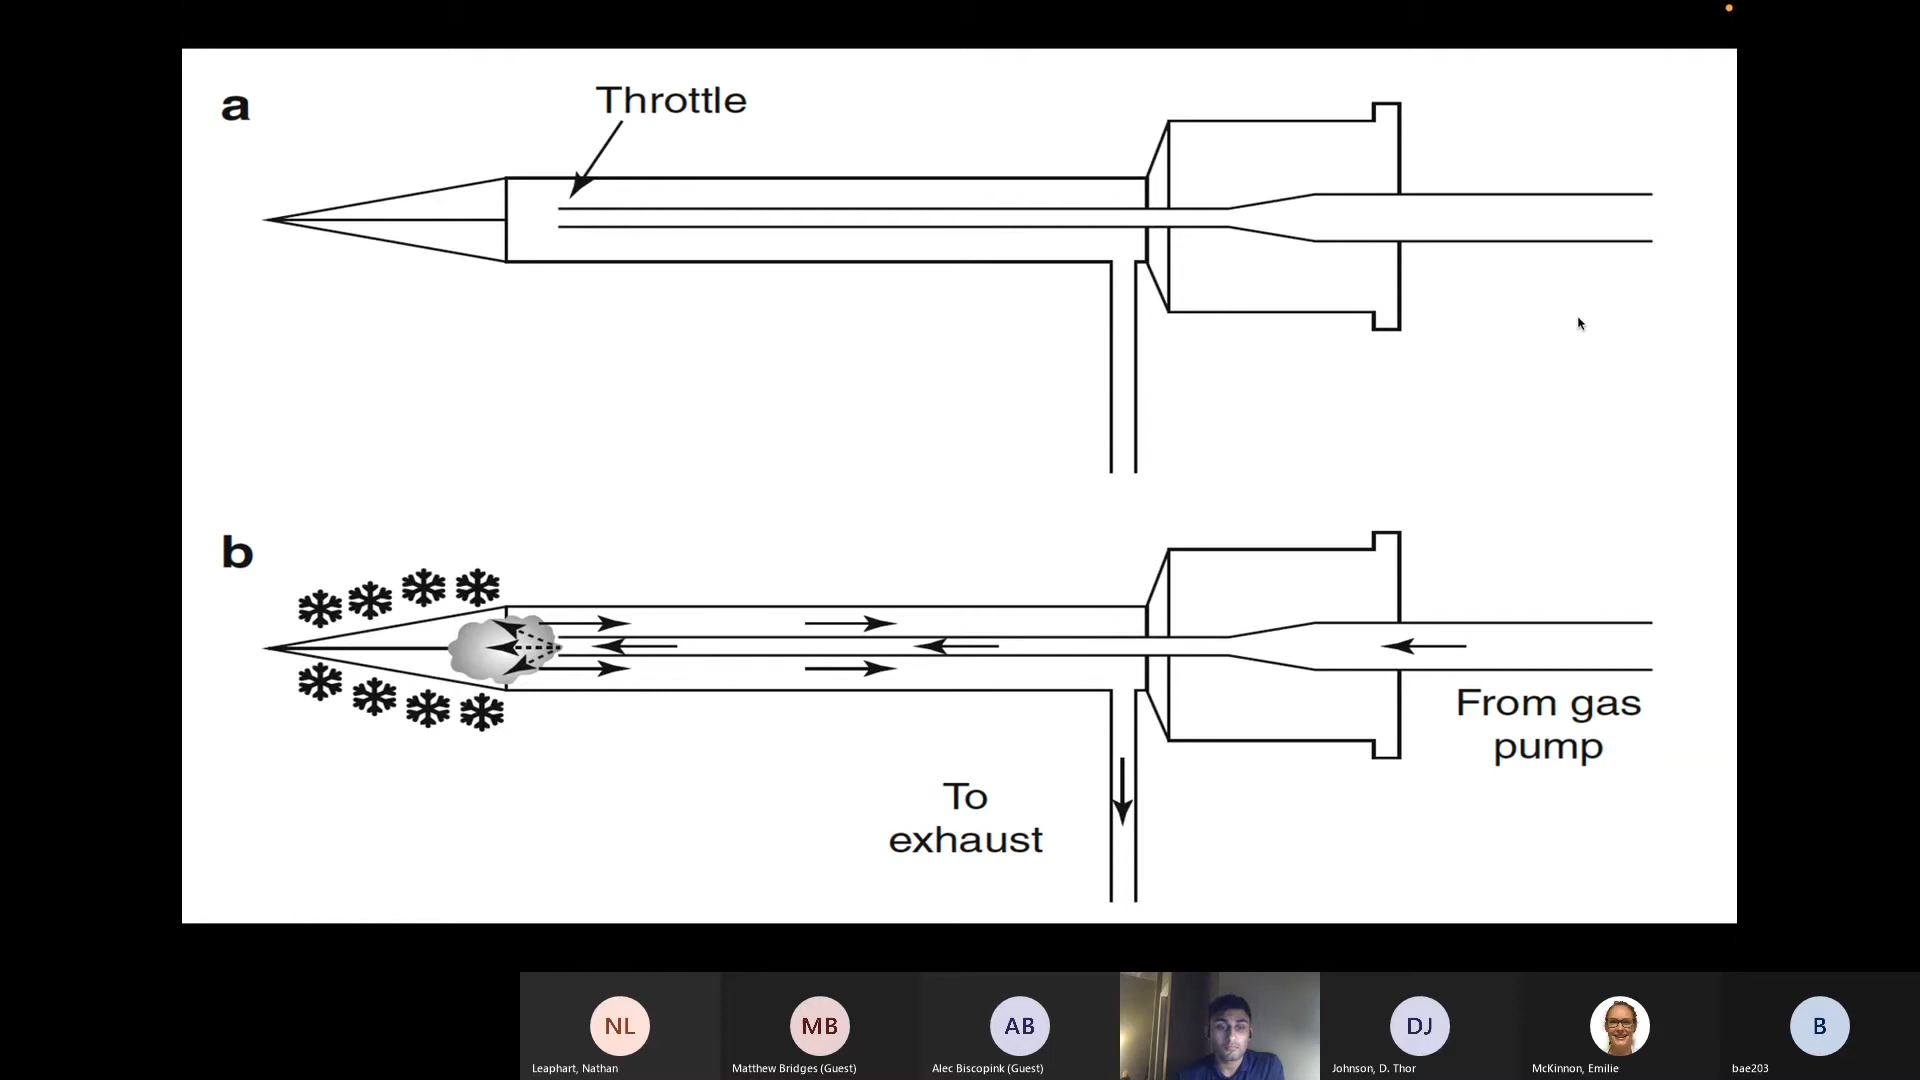 a
Throttle
b
From gas
pump
To
exhaust
NL
MB
AB
DJ
B
Leaphart, Nathan
Matthew Bridges (Guest)
Alec Biscopink (Guest)
Johnson, D. Thor
McKinnon, Emilie
bae203